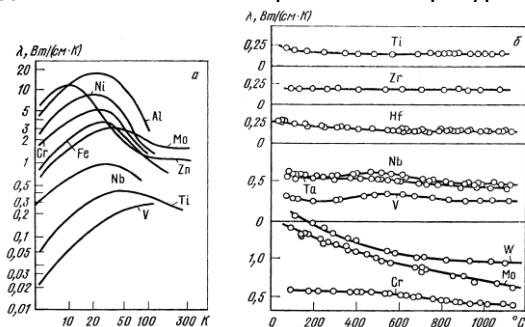 λ, Вт/(см·К)
а
20
10
5
3
2
1
0,5
0,3
0,2
0,1
0,05
0,03
0,02
0,01
Ni
Al
Cr
Fe
Mo
Zn
Nb
Ti
V
10
30
50
100
300 К
λ, Вт/(см·К)
б
0,25
0
Ti
0,25
0
Zr
0,25
0
Hf
0,5
Nb
Ta
V
0
W
1,0
Mo
Cr
0,5
0
200
400
600
800
1000
°С